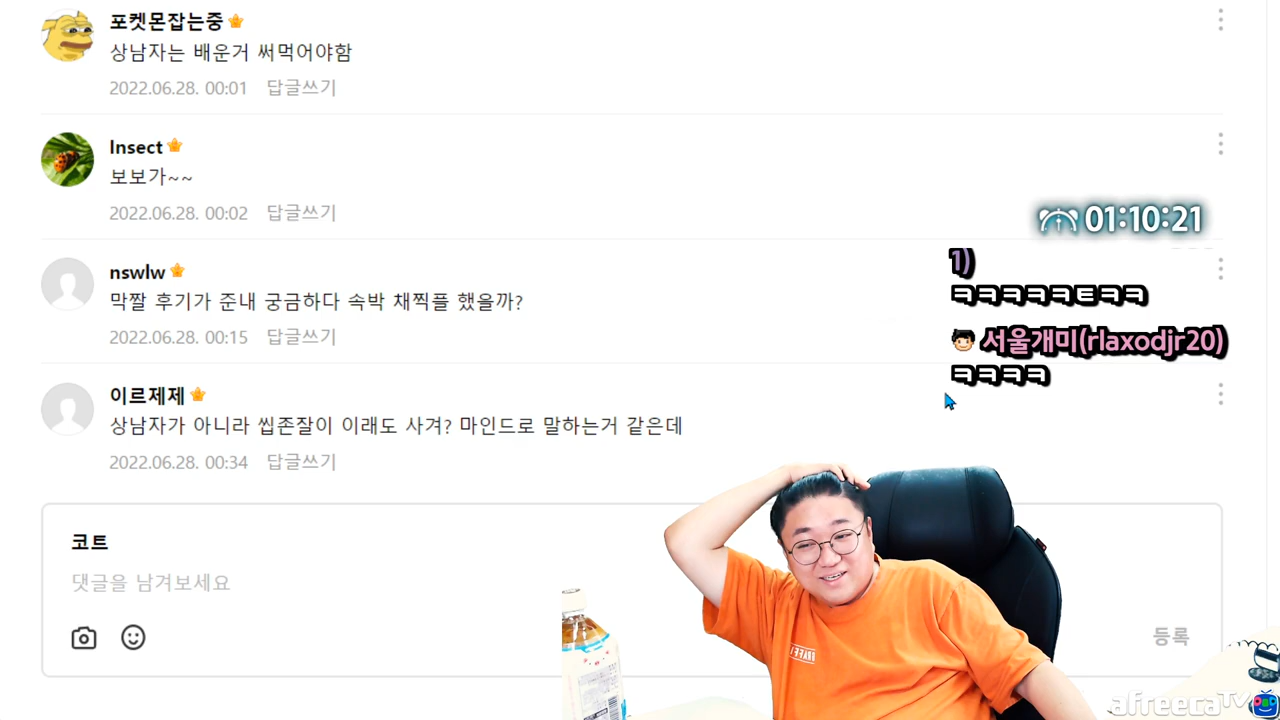 포켓몬잡는중
상남자는 배운거 써먹어야함
2022.06.28. 00:01 답글쓰기
Insect
보보가~~
2022.06.28. 00:02 답글쓰기
01:10:21
nswlw
막짤 후기가 준내 궁금하다 속박 채찍플 했을까?
2022.06.28. 00:15 답글쓰기
1)
ㅋㅋㅋㅋㅋㅌㅋㅋ
서울개미(rlaxodjr20)
ㅋㅋㅋㅋ
이르제제
상남자가 아니라 씹존잘이 이래도 사겨? 마인드로 말하는거 같은데
2022.06.28. 00:34 답글쓰기
코트
댓글을 남겨보세요
등록
afreecaTV